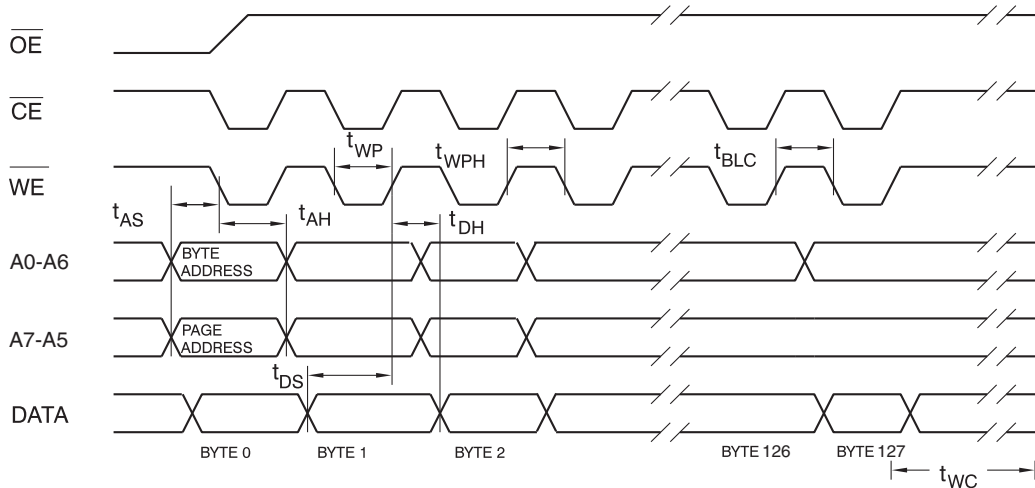 OE
CE
tWP
tWPH
tBLC
WE
tAS
tAH
tDH
A0-A6
BYTE
ADDRESS
A7-A5
PAGE
ADDRESS
tDS
DATA
BYTE 0
BYTE 1
BYTE 2
BYTE 126
BYTE 127
tWC